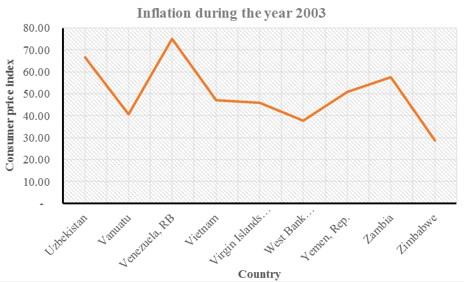 Inflation during the year 2003
Consumer price index
80.00
70.00
60.00
50.00
40.00
30.00
20.00
10.00
-
Uzbekistan
Vanuatu
Venezuela, RB
Vietnam
Virgin Islands…
West Bank…
Yemen, Rep.
Zambia
Zimbabwe
Country